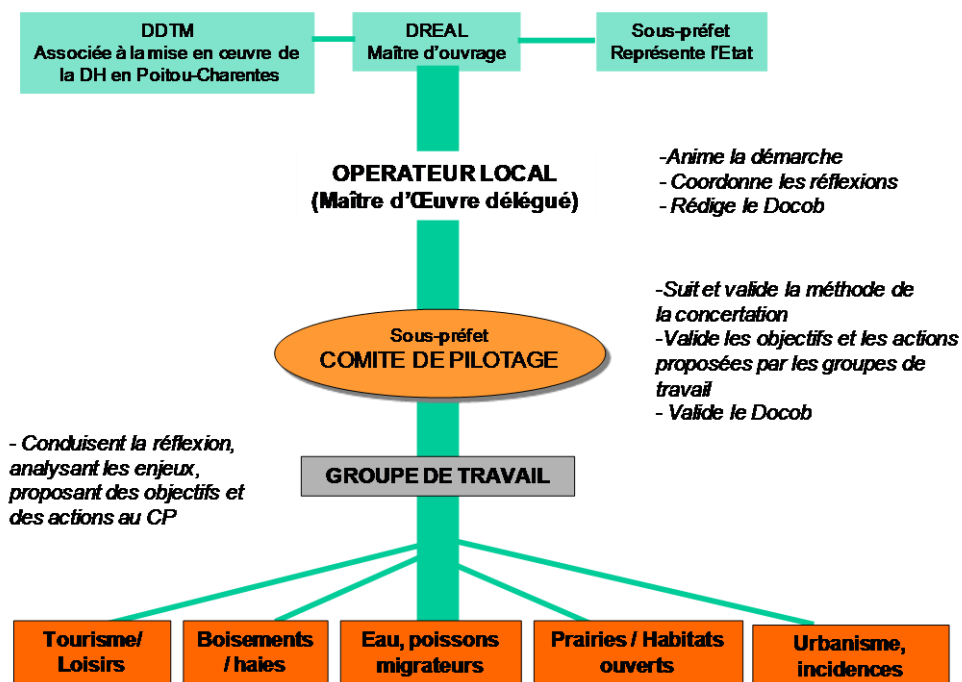 DDTM
Associée à la mise en œuvre de
la DH en Poitou-Charentes
DREAL
Maître d'ouvrage
Sous-préfet
Représente l'Etat
OPERATEUR LOCAL
(Maître d'Œuvre délégué)
-Anime la démarche
- Coordonne les réflexions
- Rédige le Docob
Sous-préfet
COMITE DE PILOTAGE
-Suit et valide la méthode de
la concertation
-Valide les objectifs et les actions
proposées par les groupes de
travail
- Valide le Docob
- Conduisent la réflexion,
analysant les enjeux,
proposant des objectifs et
des actions au CP
GROUPE DE TRAVAIL
Tourisme/
Loisirs
Boisements
/ haies
Eau, poissons
migrateurs
Prairies / Habitats
ouverts
Urbanisme,
incidences